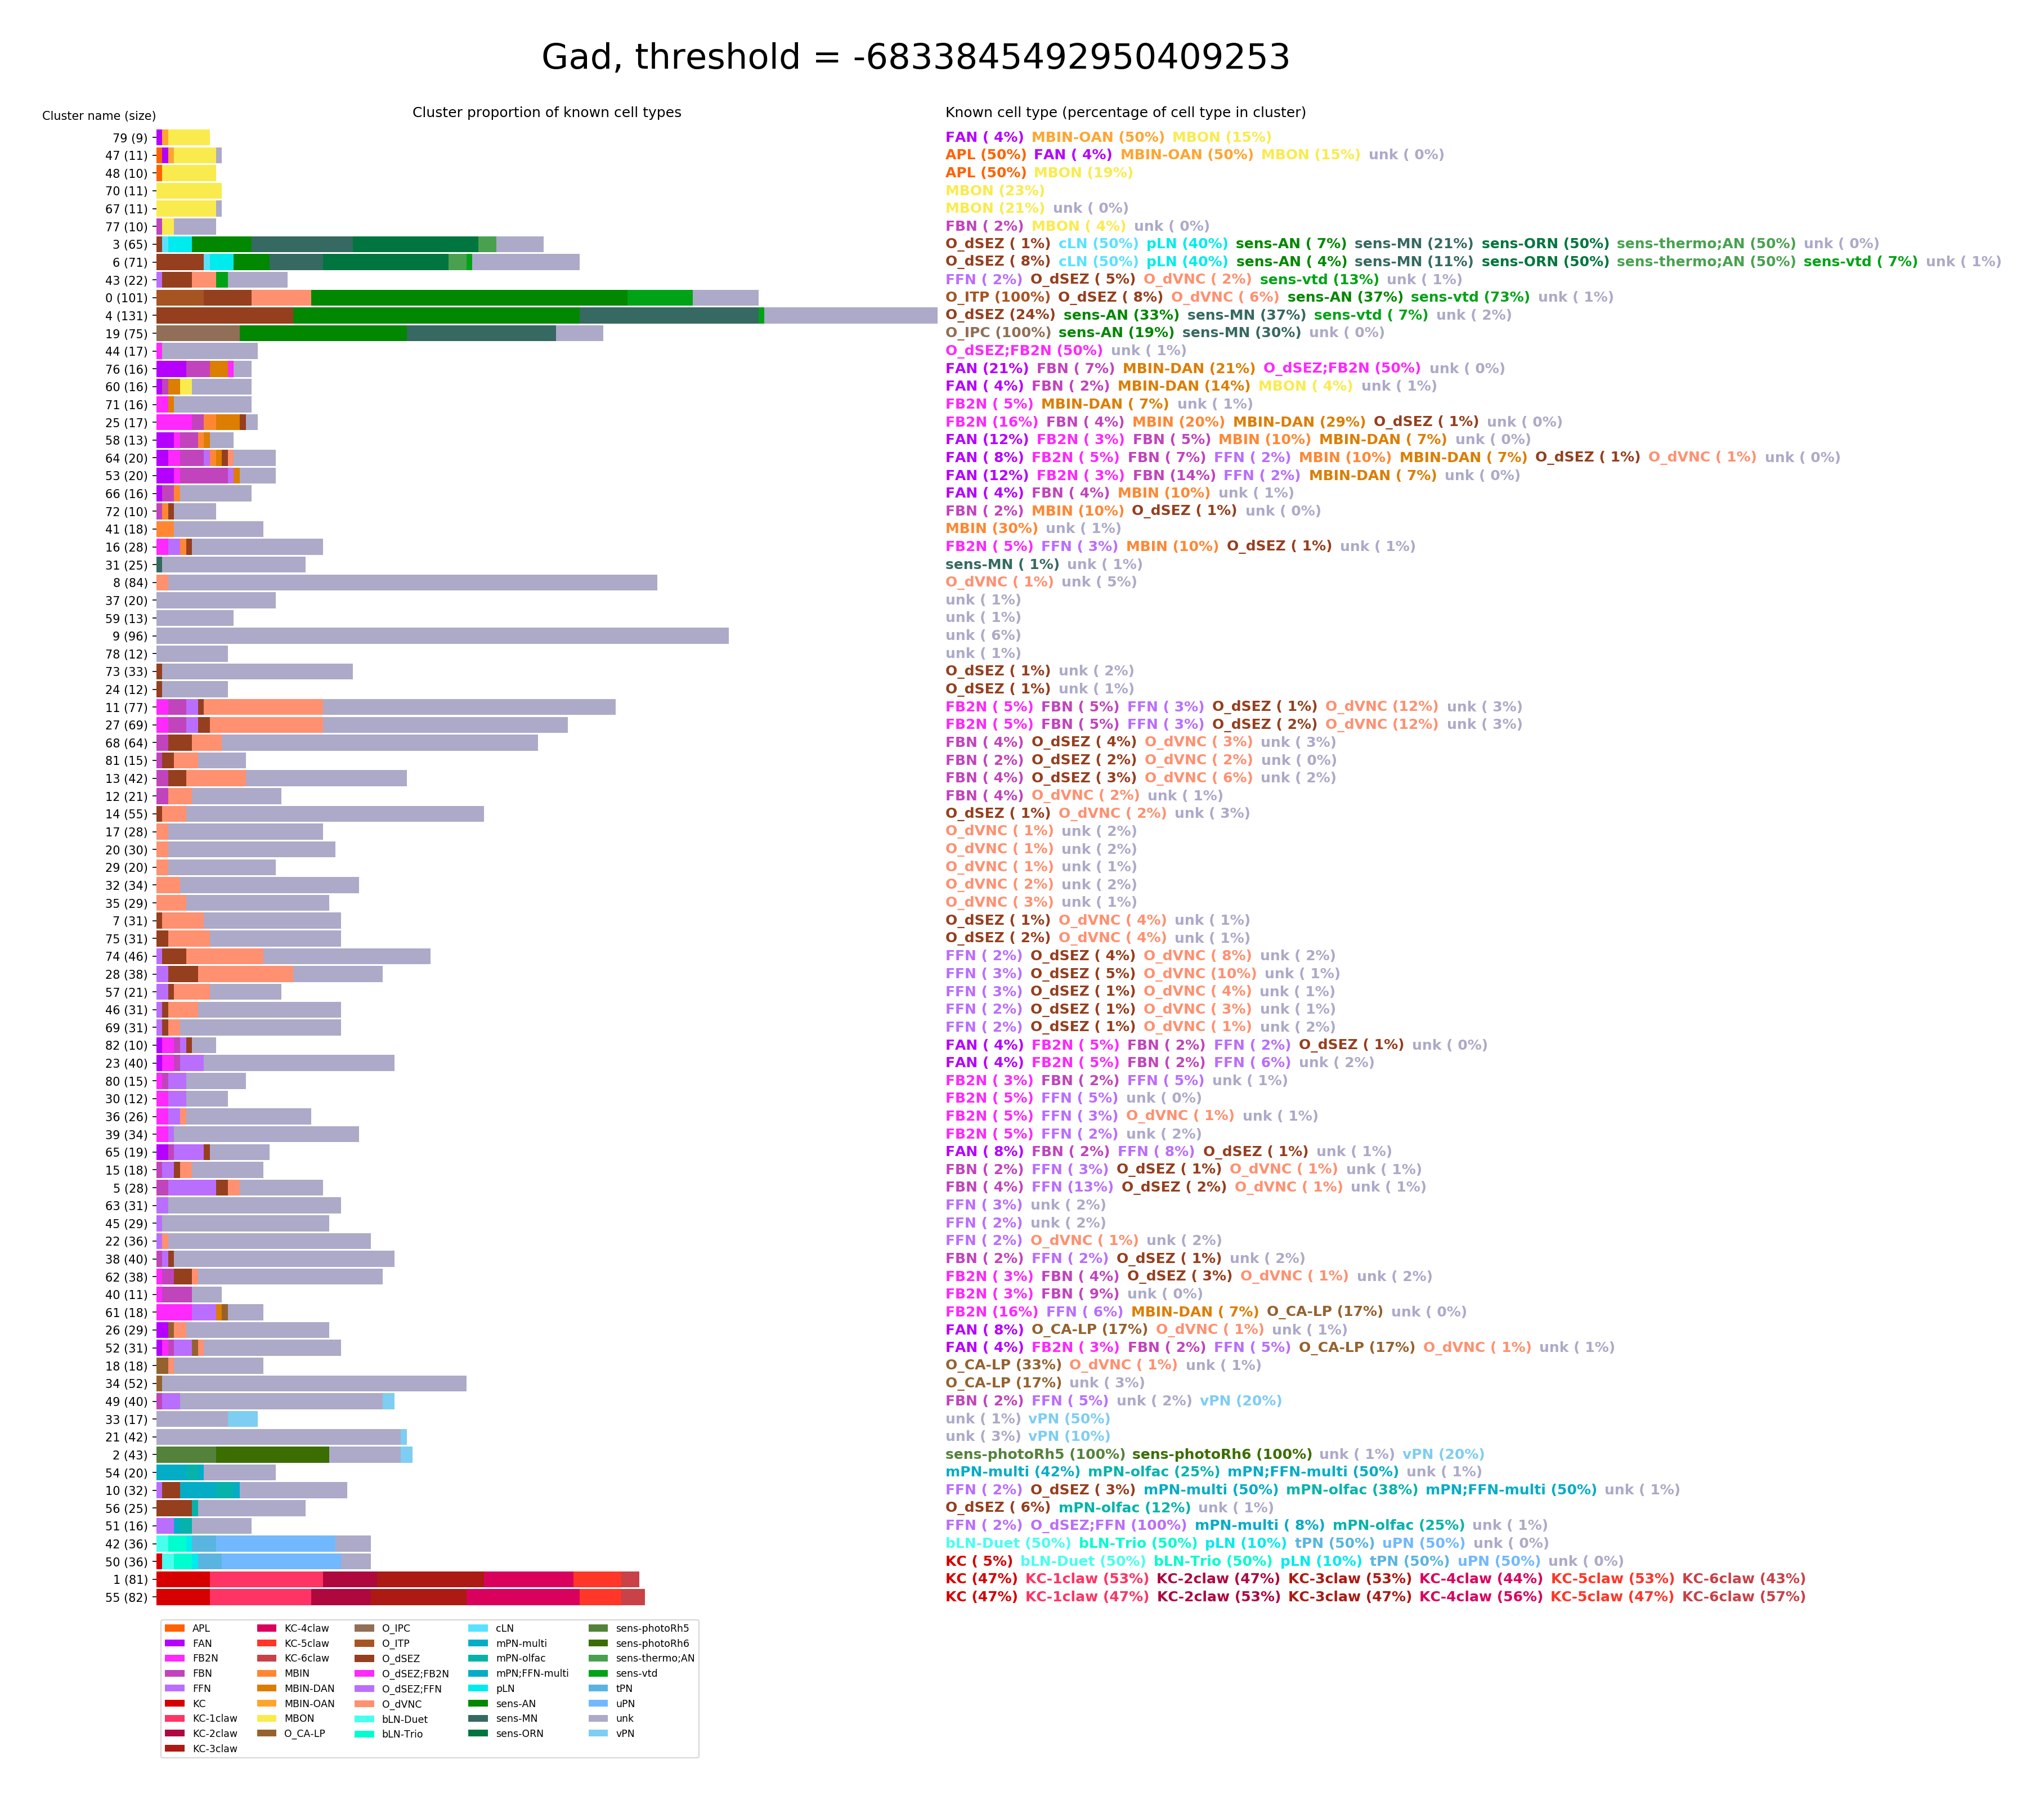 Gad, threshold = -6833845492950409253
Cluster name (size) Cluster proportion of known cell types Known cell type (percentage of cell type in cluster)
79 (9) FAN ( 4%) MBIN-OAN (50%) MBON (15%)
47 (11) APL (50%) FAN ( 4%) MBIN-OAN (50%) MBON (15%) unk ( 0%)
48 (10) APL (50%) MBON (19%)
70 (11) MBON (23%)
67 (11) MBON (21%) unk ( 0%)
77 (10) FBN ( 2%) MBON ( 4%) unk ( 0%)
3 (65) O_dSEZ ( 1%) cLN (50%) pLN (40%) sens-AN ( 7%) sens-MN (21%) sens-ORN (50%) sens-thermo;AN (50%) unk ( 0%)
6 (71) O_dSEZ ( 8%) cLN (50%) pLN (40%) sens-AN ( 4%) sens-MN (11%) sens-ORN (50%) sens-thermo;AN (50%) sens-vtd ( 7%) unk ( 1%)
43 (22) FFN ( 2%) O_dSEZ ( 5%) O_dVNC ( 2%) sens-vtd (13%) unk ( 1%)
0 (101) O_ITP (100%) O_dSEZ ( 8%) O_dVNC ( 6%) sens-AN (37%) sens-vtd (73%) unk ( 1%)
4 (131) O_dSEZ (24%) sens-AN (33%) sens-MN (37%) sens-vtd ( 7%) unk ( 2%)
19 (75) O_IPC (100%) sens-AN (19%) sens-MN (30%) unk ( 0%)
44 (17) O_dSEZ;FB2N (50%) unk ( 1%)
76 (16) FAN (21%) FBN ( 7%) MBIN-DAN (21%) O_dSEZ;FB2N (50%) unk ( 0%)
60 (16) FAN ( 4%) FBN ( 2%) MBIN-DAN (14%) MBON ( 4%) unk ( 1%)
71 (16) FB2N ( 5%) MBIN-DAN ( 7%) unk ( 1%)
25 (17) FB2N (16%) FBN ( 4%) MBIN (20%) MBIN-DAN (29%) O_dSEZ ( 1%) unk ( 0%)
58 (13) FAN (12%) FB2N ( 3%) FBN ( 5%) MBIN (10%) MBIN-DAN ( 7%) unk ( 0%)
64 (20) FAN ( 8%) FB2N ( 5%) FBN ( 7%) FFN ( 2%) MBIN (10%) MBIN-DAN ( 7%) O_dSEZ ( 1%) O_dVNC ( 1%) unk ( 0%)
53 (20) FAN (12%) FB2N ( 3%) FBN (14%) FFN ( 2%) MBIN-DAN ( 7%) unk ( 0%)
66 (16) FAN ( 4%) FBN ( 4%) MBIN (10%) unk ( 1%)
72 (10) FBN ( 2%) MBIN (10%) O_dSEZ ( 1%) unk ( 0%)
41 (18) MBIN (30%) unk ( 1%)
16 (28) FB2N ( 5%) FFN ( 3%) MBIN (10%) O_dSEZ ( 1%) unk ( 1%)
31 (25) sens-MN ( 1%) unk ( 1%)
8 (84) O_dVNC ( 1%) unk ( 5%)
37 (20) unk ( 1%)
59 (13) unk ( 1%)
9 (96) unk ( 6%)
78 (12) unk ( 1%)
73 (33) O_dSEZ ( 1%) unk ( 2%)
24 (12) O_dSEZ ( 1%) unk ( 1%)
11 (77) FB2N ( 5%) FBN ( 5%) FFN ( 3%) O_dSEZ ( 1%) O_dVNC (12%) unk ( 3%)
27 (69) FB2N ( 5%) FBN ( 5%) FFN ( 3%) O_dSEZ ( 2%) O_dVNC (12%) unk ( 3%)
68 (64) FBN ( 4%) O_dSEZ ( 4%) O_dVNC ( 3%) unk ( 3%)
81 (15) FBN ( 2%) O_dSEZ ( 2%) O_dVNC ( 2%) unk ( 0%)
13 (42) FBN ( 4%) O_dSEZ ( 3%) O_dVNC ( 6%) unk ( 2%)
12 (21) FBN ( 4%) O_dVNC ( 2%) unk ( 1%)
14 (55) O_dSEZ ( 1%) O_dVNC ( 2%) unk ( 3%)
17 (28) O_dVNC ( 1%) unk ( 2%)
20 (30) O_dVNC ( 1%) unk ( 2%)
29 (20) O_dVNC ( 1%) unk ( 1%)
32 (34) O_dVNC ( 2%) unk ( 2%)
35 (29) O_dVNC ( 3%) unk ( 1%)
7 (31) O_dSEZ ( 1%) O_dVNC ( 4%) unk ( 1%)
75 (31) O_dSEZ ( 2%) O_dVNC ( 4%) unk ( 1%)
74 (46) FFN ( 2%) O_dSEZ ( 4%) O_dVNC ( 8%) unk ( 2%)
28 (38) FFN ( 3%) O_dSEZ ( 5%) O_dVNC (10%) unk ( 1%)
57 (21) FFN ( 3%) O_dSEZ ( 1%) O_dVNC ( 4%) unk ( 1%)
46 (31) FFN ( 2%) O_dSEZ ( 1%) O_dVNC ( 3%) unk ( 1%)
69 (31) FFN ( 2%) O_dSEZ ( 1%) O_dVNC ( 1%) unk ( 2%)
82 (10) FAN ( 4%) FB2N ( 5%) FBN ( 2%) FFN ( 2%) O_dSEZ ( 1%) unk ( 0%)
23 (40) FAN ( 4%) FB2N ( 5%) FBN ( 2%) FFN ( 6%) unk ( 2%)
80 (15) FB2N ( 3%) FBN ( 2%) FFN ( 5%) unk ( 1%)
30 (12) FB2N ( 5%) FFN ( 5%) unk ( 0%)
36 (26) FB2N ( 5%) FFN ( 3%) O_dVNC ( 1%) unk ( 1%)
39 (34) FB2N ( 5%) FFN ( 2%) unk ( 2%)
65 (19) FAN ( 8%) FBN ( 2%) FFN ( 8%) O_dSEZ ( 1%) unk ( 1%)
15 (18) FBN ( 2%) FFN ( 3%) O_dSEZ ( 1%) O_dVNC ( 1%) unk ( 1%)
5 (28) FBN ( 4%) FFN (13%) O_dSEZ ( 2%) O_dVNC ( 1%) unk ( 1%)
63 (31) FFN ( 3%) unk ( 2%)
45 (29) FFN ( 2%) unk ( 2%)
22 (36) FFN ( 2%) O_dVNC ( 1%) unk ( 2%)
38 (40) FBN ( 2%) FFN ( 2%) O_dSEZ ( 1%) unk ( 2%)
62 (38) FB2N ( 3%) FBN ( 4%) O_dSEZ ( 3%) O_dVNC ( 1%) unk ( 2%)
40 (11) FB2N ( 3%) FBN ( 9%) unk ( 0%)
61 (18) FB2N (16%) FFN ( 6%) MBIN-DAN ( 7%) O_CA-LP (17%) unk ( 0%)
26 (29) FAN ( 8%) O_CA-LP (17%) O_dVNC ( 1%) unk ( 1%)
52 (31) FAN ( 4%) FB2N ( 3%) FBN ( 2%) FFN ( 5%) O_CA-LP (17%) O_dVNC ( 1%) unk ( 1%)
18 (18) O_CA-LP (33%) O_dVNC ( 1%) unk ( 1%)
34 (52) O_CA-LP (17%) unk ( 3%)
49 (40) FBN ( 2%) FFN ( 5%) unk ( 2%) vPN (20%)
33 (17) unk ( 1%) vPN (50%)
21 (42) unk ( 3%) vPN (10%)
2 (43) sens-photoRh5 (100%) sens-photoRh6 (100%) unk ( 1%) vPN (20%)
54 (20) mPN-multi (42%) mPN-olfac (25%) mPN;FFN-multi (50%) unk ( 1%)
10 (32) FFN ( 2%) O_dSEZ ( 3%) mPN-multi (50%) mPN-olfac (38%) mPN;FFN-multi (50%) unk ( 1%)
56 (25) O_dSEZ ( 6%) mPN-olfac (12%) unk ( 1%)
51 (16) FFN ( 2%) O_dSEZ;FFN (100%) mPN-multi ( 8%) mPN-olfac (25%) unk ( 1%)
42 (36) bLN-Duet (50%) bLN-Trio (50%) pLN (10%) tPN (50%) uPN (50%) unk ( 0%)
50 (36) KC ( 5%) bLN-Duet (50%) bLN-Trio (50%) pLN (10%) tPN (50%) uPN (50%) unk ( 0%)
1 (81) KC (47%) KC-1claw (53%) KC-2claw (47%) KC-3claw (53%) KC-4claw (44%) KC-5claw (53%) KC-6claw (43%)
55 (82) KC (47%) KC-1claw (47%) KC-2claw (53%) KC-3claw (47%) KC-4claw (56%) KC-5claw (47%) KC-6claw (57%)
APL KC-4claw O_IPC cLN sens-photoRh5
FAN KC-5claw O_ITP mPN-multi sens-photoRh6
FB2N KC-6claw O_dSEZ mPN-olfac sens-thermo;AN
FBN MBIN O_dSEZ;FB2N mPN;FFN-multi sens-vtd
FFN MBIN-DAN O_dSEZ;FFN pLN tPN
KC MBIN-OAN O_dVNC sens-AN uPN
KC-1claw MBON bLN-Duet sens-MN unk
KC-2claw O_CA-LP bLN-Trio sens-ORN vPN
KC-3claw